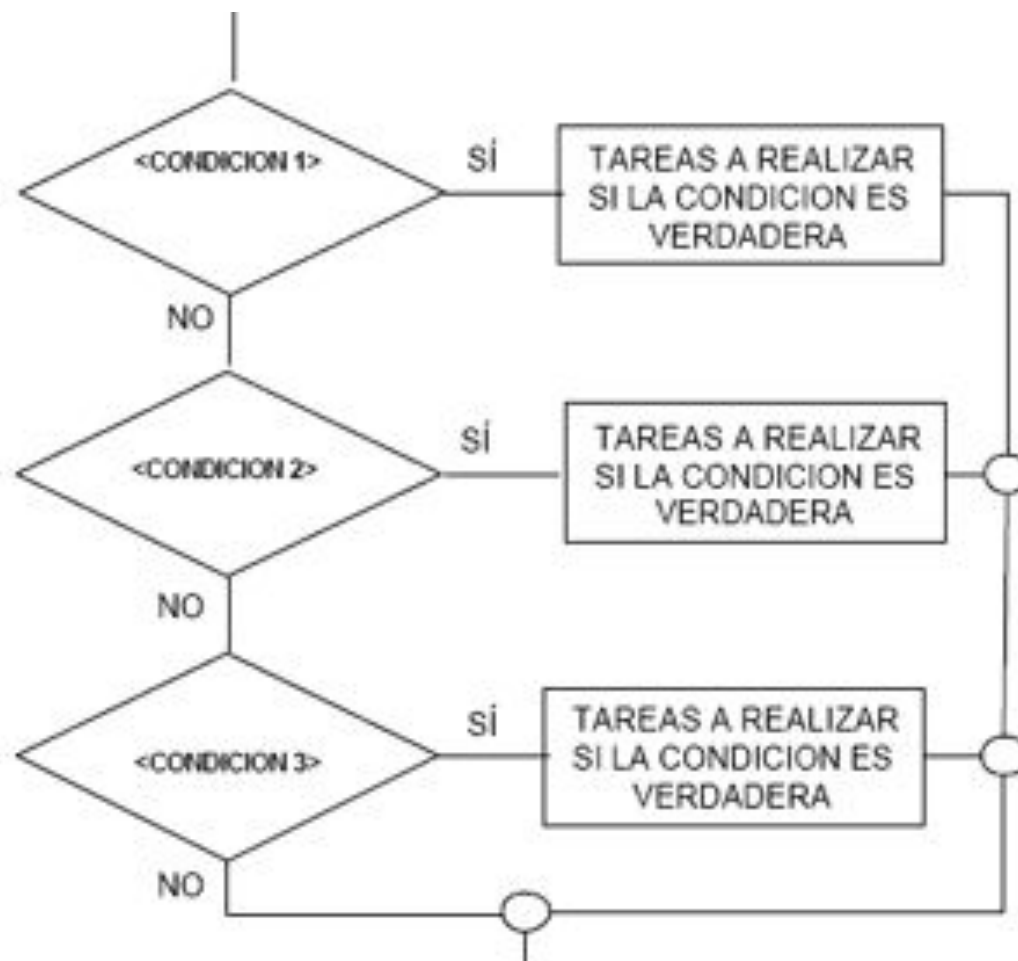 <CONDICION 1>
SÍ
TAREAS A REALIZAR
SI LA CONDICION ES
VERDADERA
NO
<CONDICION 2>
SÍ
TAREAS A REALIZAR
SI LA CONDICION ES
VERDADERA
NO
<CONDICION 3>
SÍ
TAREAS A REALIZAR
SI LA CONDICION ES
VERDADERA
NO